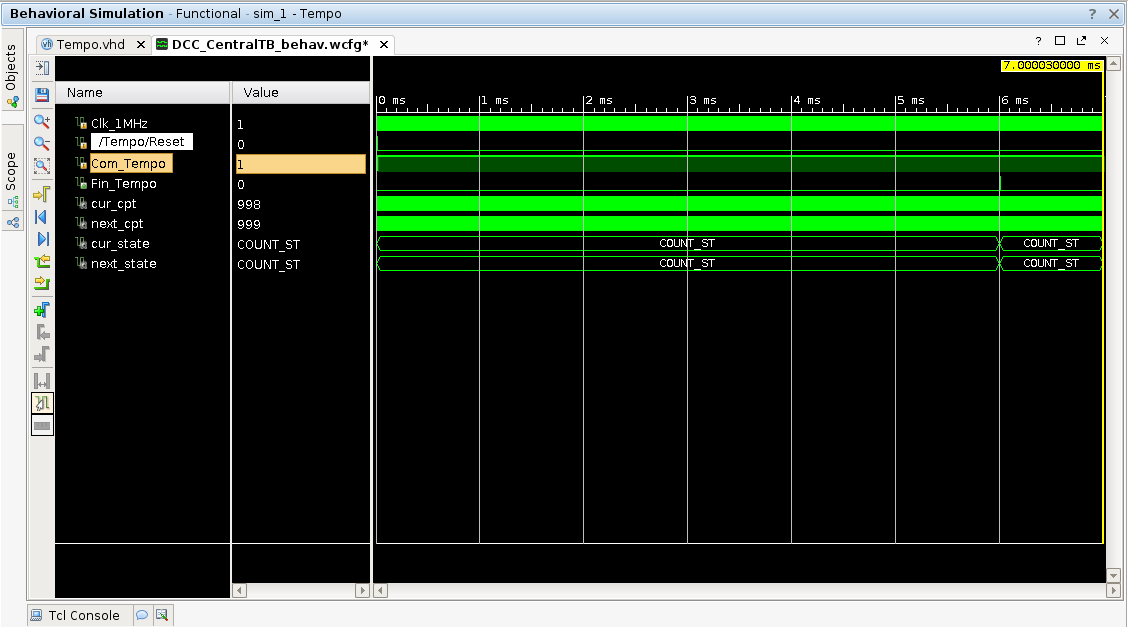 Behavioral Simulation - Functional - sim_1 - Tempo
? ×
Objects
Scope
Tempo.vhd × DCC_CentralTB_behav.wcfg* ×
?
Name Value
7.000030000 ms
0 ms 1 ms 2 ms 3 ms 4 ms 5 ms 6 ms
Clk_1MHz 1
/Tempo/Reset 0
Com_Tempo 1
Fin_Tempo 0
cur_cpt 998
next_cpt 999
cur_state COUNT_ST COUNT_ST COUNT_ST
next_state COUNT_ST COUNT_ST COUNT_ST
Tcl Console